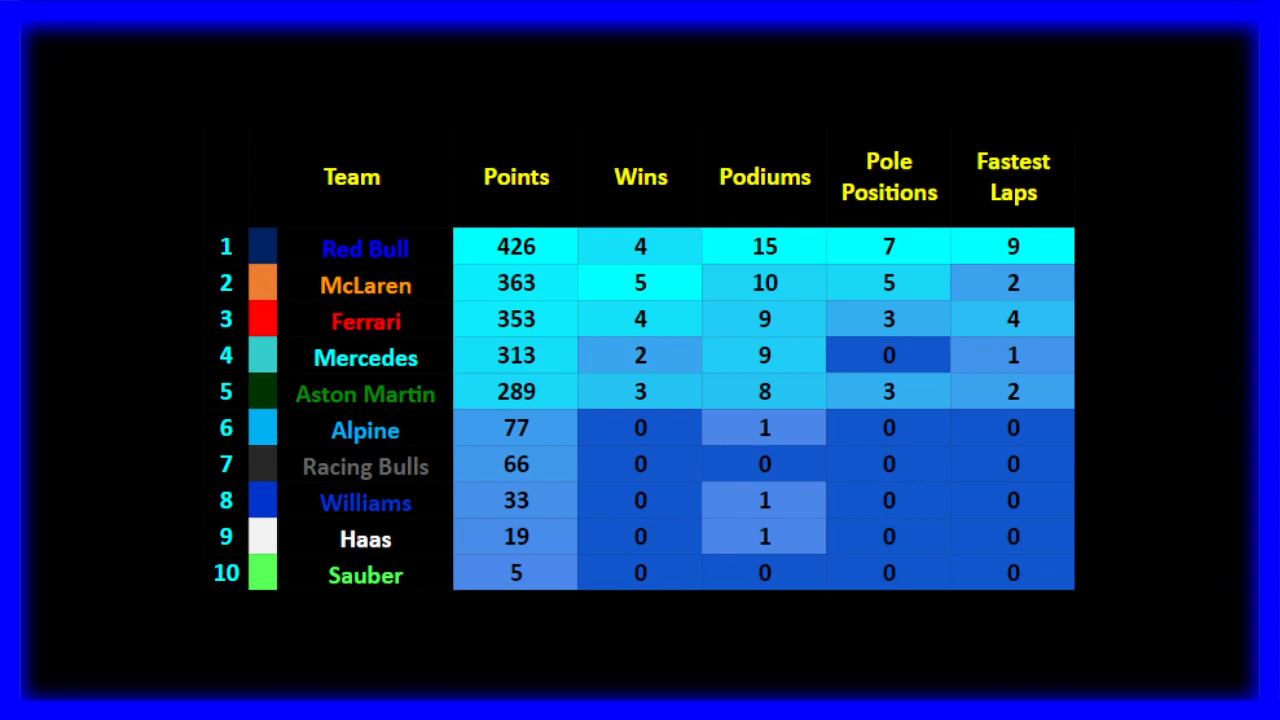 Team Points Wins Podiums Pole Positions Fastest Laps
1 Red Bull 426 4 15 7 9
2 McLaren 363 5 10 5 2
3 Ferrari 353 4 9 3 4
4 Mercedes 313 2 9 0 1
5 Aston Martin 289 3 8 3 2
6 Alpine 77 0 1 0 0
7 Racing Bulls 66 0 0 0 0
8 Williams 33 0 1 0 0
9 Haas 19 0 1 0 0
10 Sauber 5 0 0 0 0